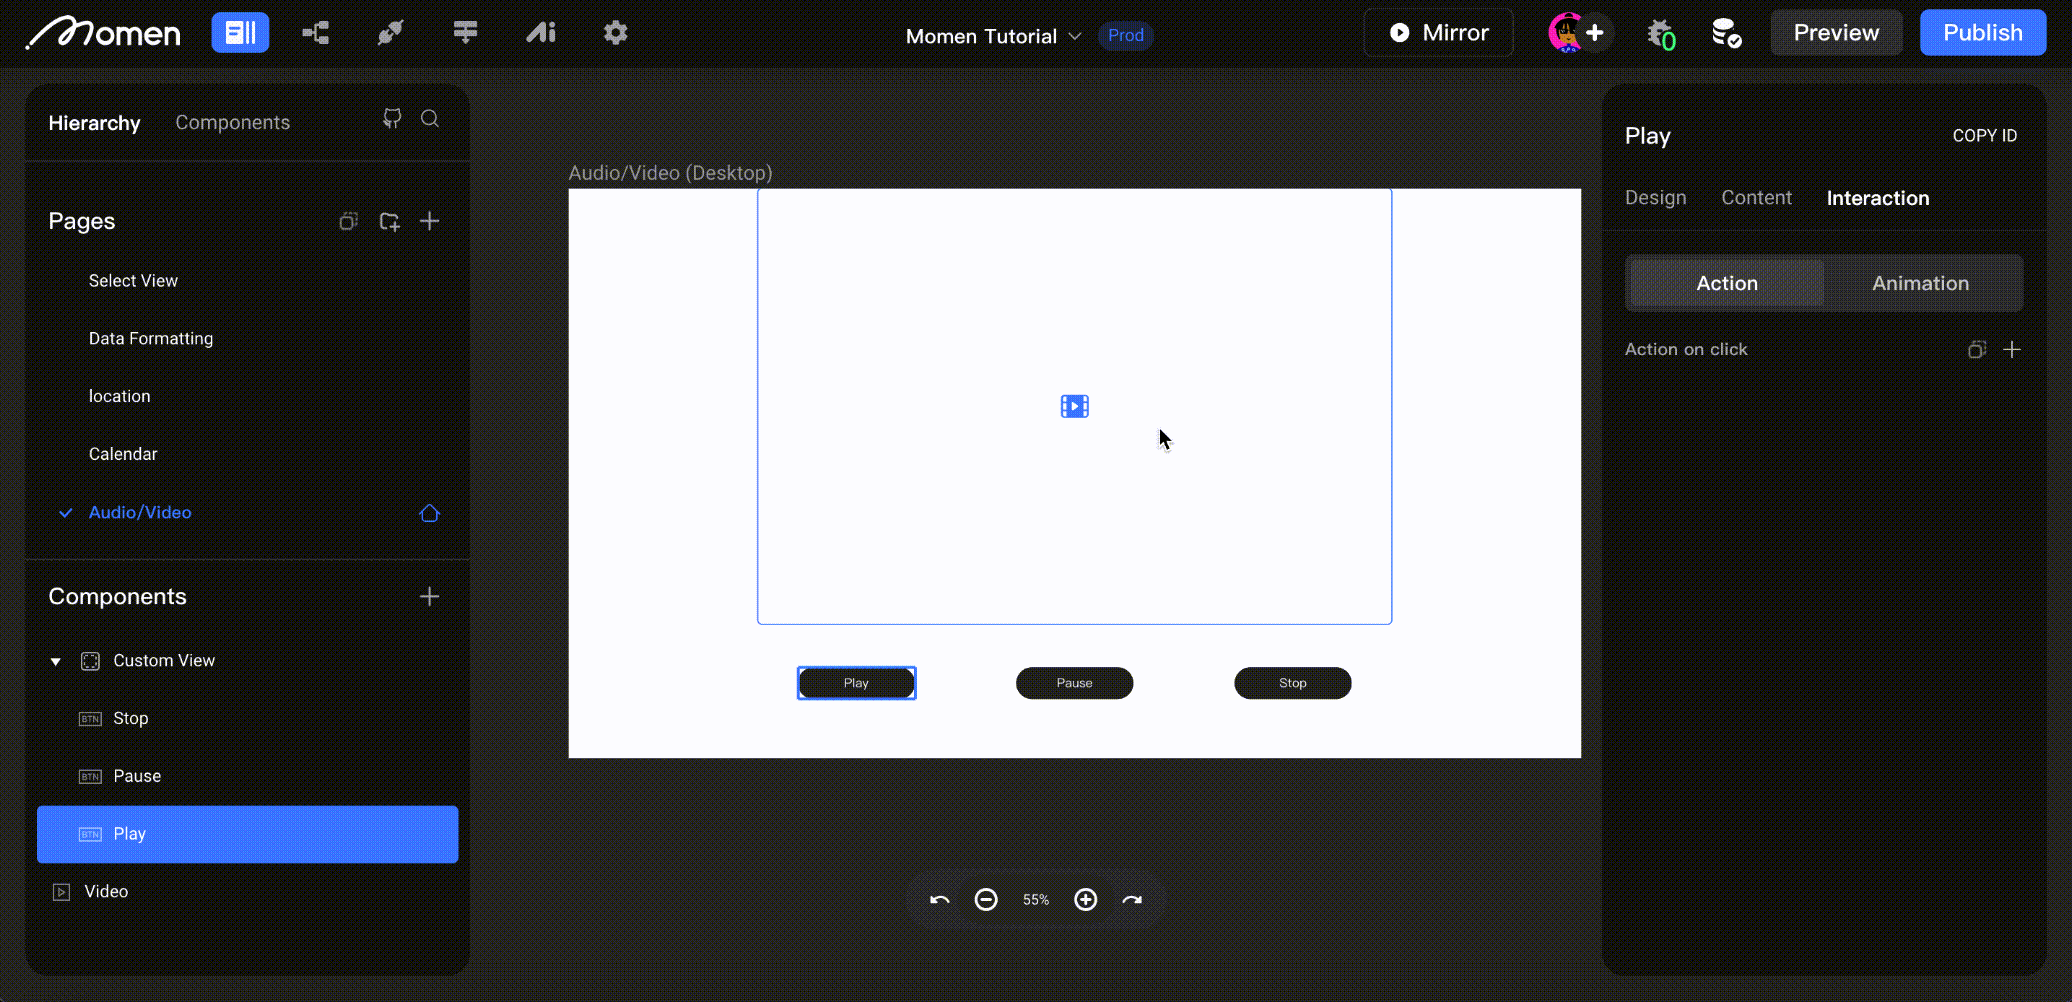 Momen
Ai
Momen Tutorial
Prod
Mirror
0
Preview
Publish
Hierarchy
Components
Pages
Select View
Data Formatting
location
Calendar
Audio/Video
Components
Custom View
BTN
Stop
BTN
Pause
BTN
Play
Video
Audio/Video (Desktop)
Play
Pause
Stop
55%
Play
COPY ID
Design
Content
Interaction
Action
Animation
Action on click